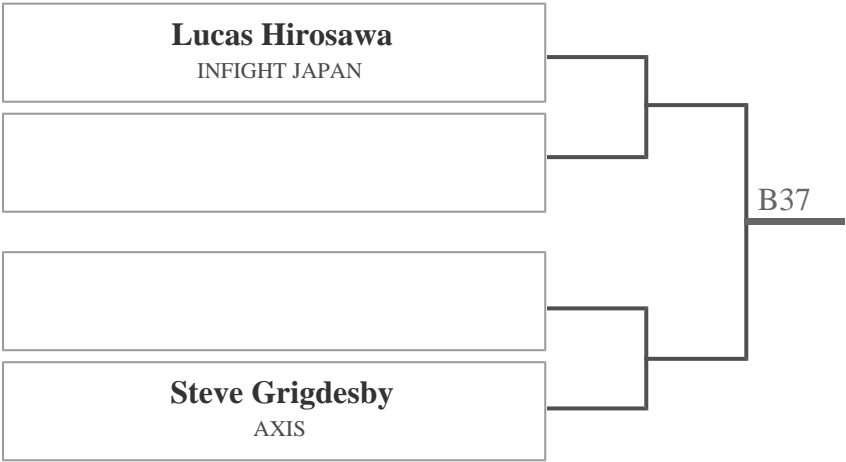 Lucas Hirosawa
INFIGHT JAPAN
B37
Steve Grigdesby
AXIS